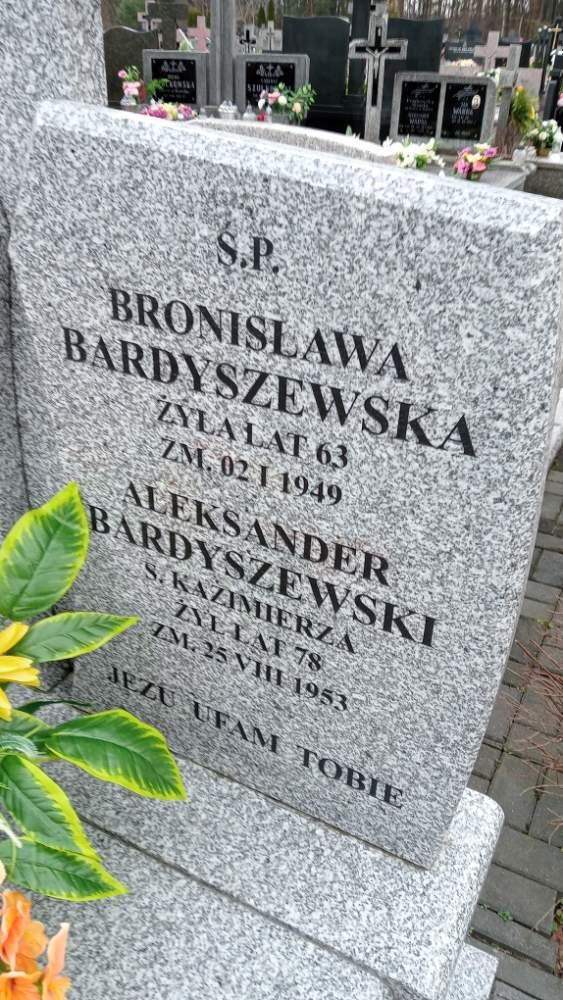 Ś.P.
BRONISŁAWA
BARDYSZEWSKA
ŻYŁA LAT 63
ZM. 02 I 1949
ALEKSANDER
BARDYSZEWSKI
S. KAZIMIERZA
ŻYŁ LAT 78
ZM. 25 VIII 1953
JEZU UFAM TOBIE